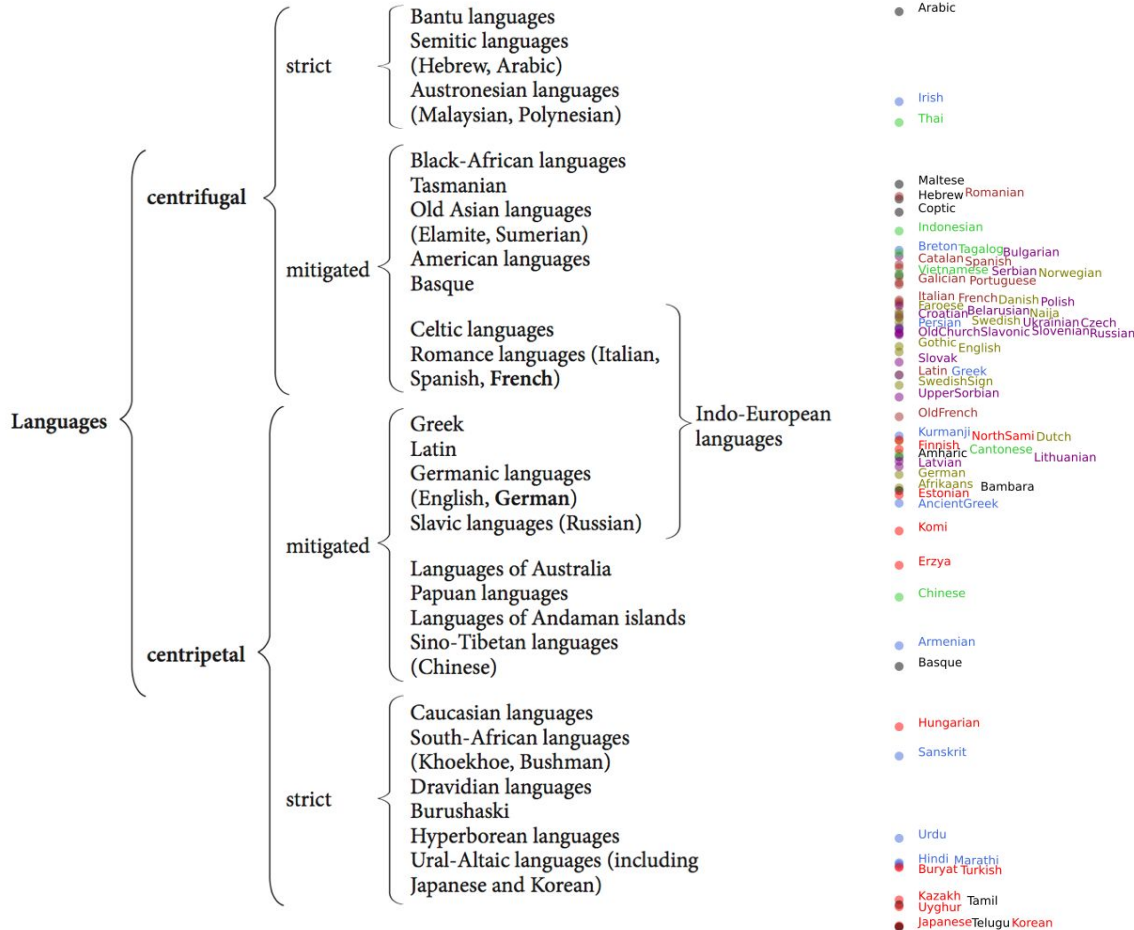 Languages
centrifugal
strict
Bantu languages
Semitic languages
(Hebrew, Arabic)
Austronesian languages
(Malaysian, Polynesian)
mitigated
Black-African languages
Tasmanian
Old Asian languages
(Elamite, Sumerian)
American languages
Basque
Celtic languages
Romance languages (Italian,
Spanish, French)
centripetal
mitigated
Greek
Latin
Germanic languages
(English, German)
Slavic languages (Russian)
Indo-European
languages
Languages of Australia
Papuan languages
Languages of Andaman islands
Sino-Tibetan languages
(Chinese)
strict
Caucasian languages
South-African languages
(Khoekhoe, Bushman)
Dravidian languages
Burushaski
Hyperborean languages
Ural-Altaic languages (including
Japanese and Korean)
Arabic
Irish
Thai
Maltese
Hebrew Romanian
Coptic
Indonesian
Breton Tagalog Bulgarian
Catalan Spanish
Vietnamese Serbian Norwegian
Galician Portuguese
Italian French Danish Polish
Faroese Belarusian Naija
Croatian
Persian Swedish Ukrainian Czech
OldChurchSlavonic Slovenian Russian
Gothic English
Slovak
Latin Greek
SwedishSign
UpperSorbian
OldFrench
Kurmanji NorthSami Dutch
Finnish Cantonese
Amharic Lithuanian
Latvian
German
Afrikaans Bambara
Estonian
AncientGreek
Komi
Erzya
Chinese
Armenian
Basque
Hungarian
Sanskrit
Urdu
Hindi Marathi
Buryat Turkish
Kazakh Tamil
Uyghur
Japanese Telugu Korean